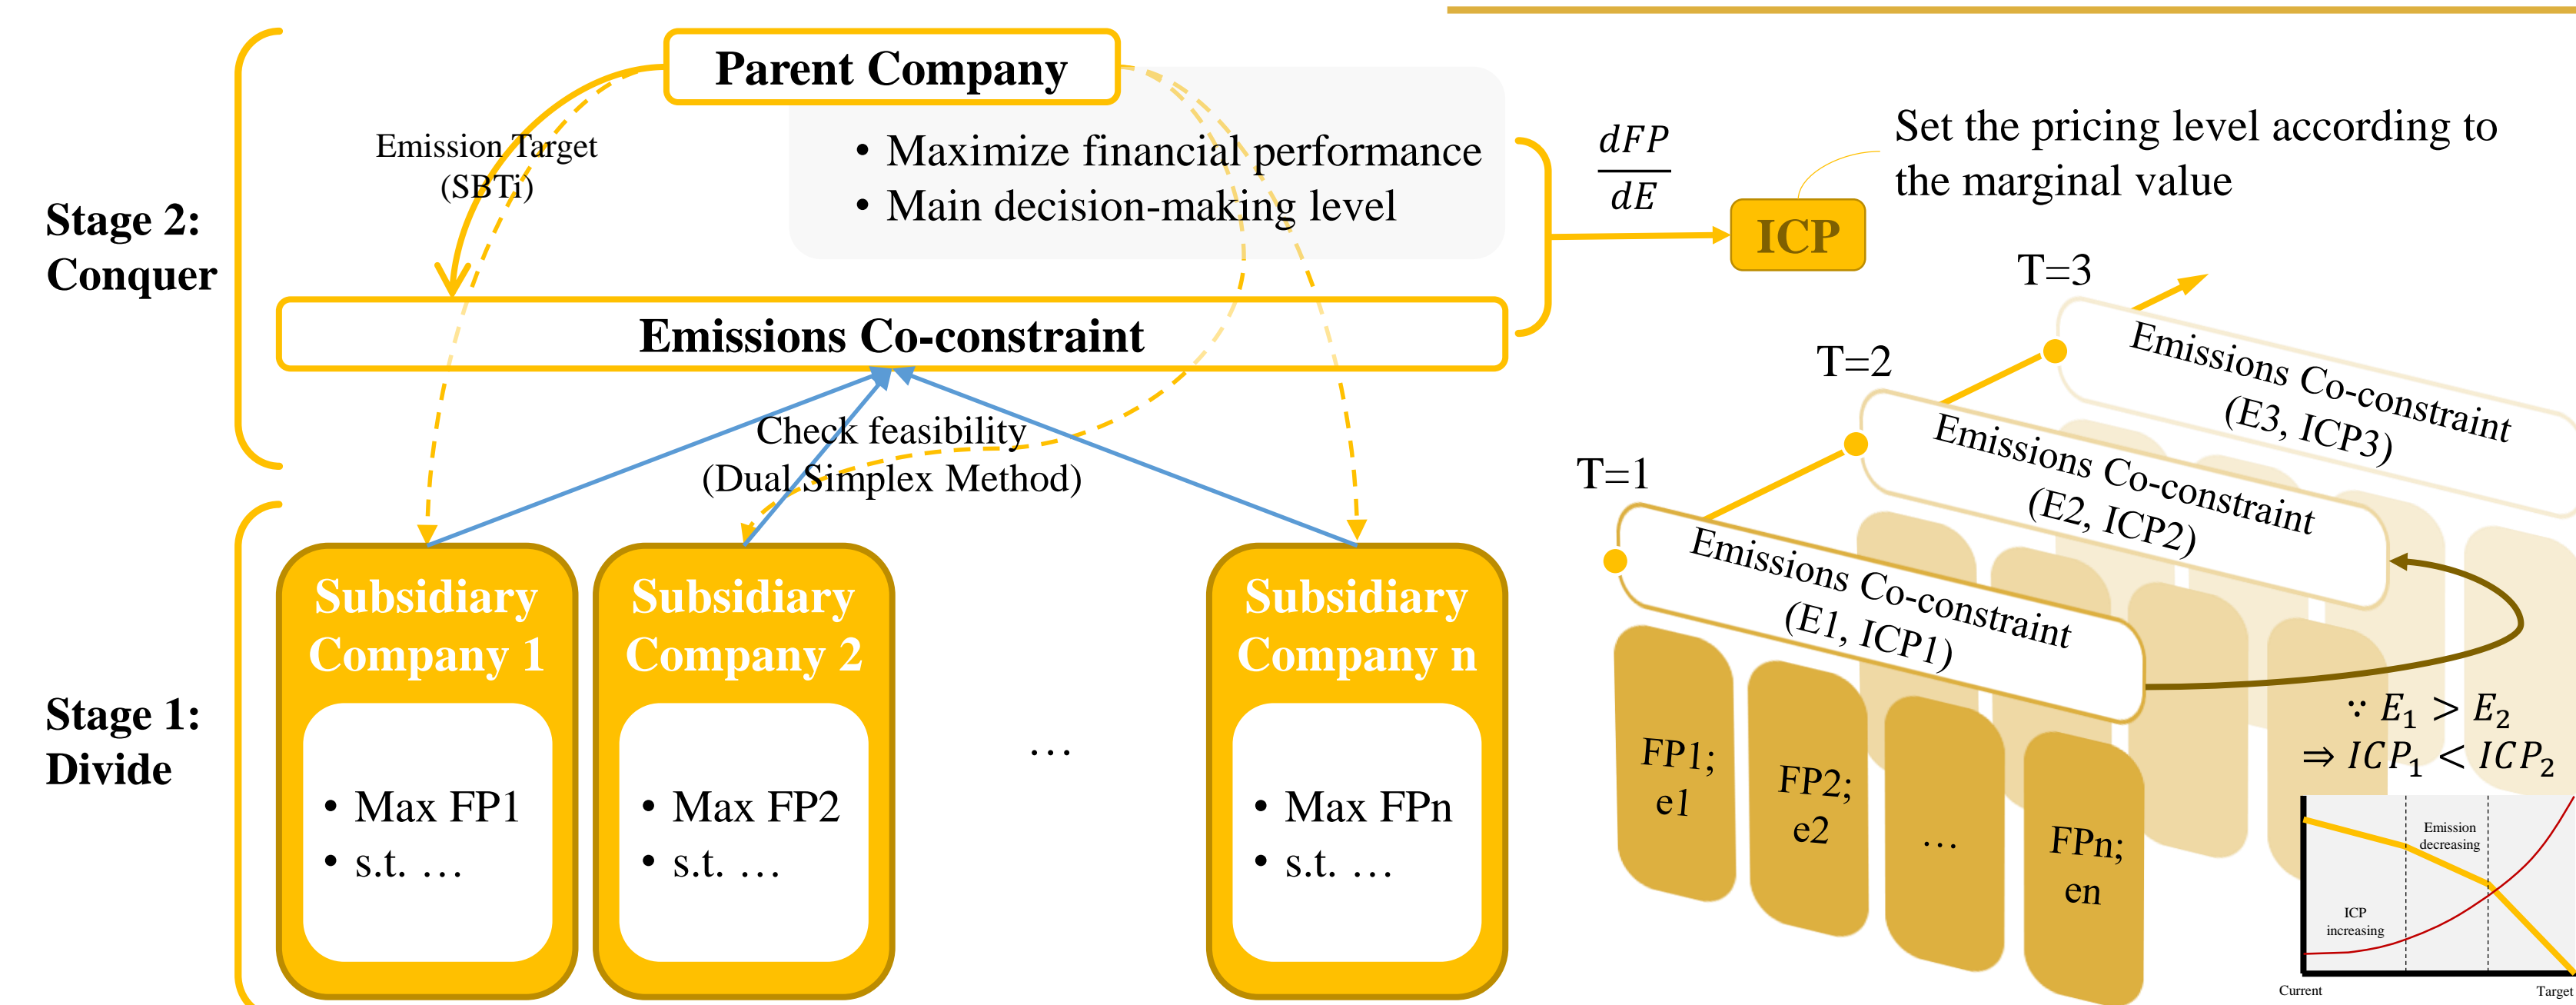 Stage 2:
Conquer
Parent Company
Emission Target
(SBTi)
• Maximize financial performance
• Main decision-making level
Emissions Co-constraint
Check feasibility
(Dual Simplex Method)
Stage 1:
Divide
Subsidiary
Company 1
• Max FP1
• s.t. …
Subsidiary
Company 2
• Max FP2
• s.t. …
…
Subsidiary
Company n
• Max FPn
• s.t. …
dFP
dE
ICP
Set the pricing level according to
the marginal value
T=3
Emissions Co-constraint
(E3, ICP3)
T=2
Emissions Co-constraint
(E2, ICP2)
T=1
Emissions Co-constraint
(E1, ICP1)
FP1;
e1
FP2;
e2
…
FPn;
en
∵ E₁ > E₂
⇒ ICP₁ < ICP₂
Emission
decreasing
ICP
increasing
Current
Target